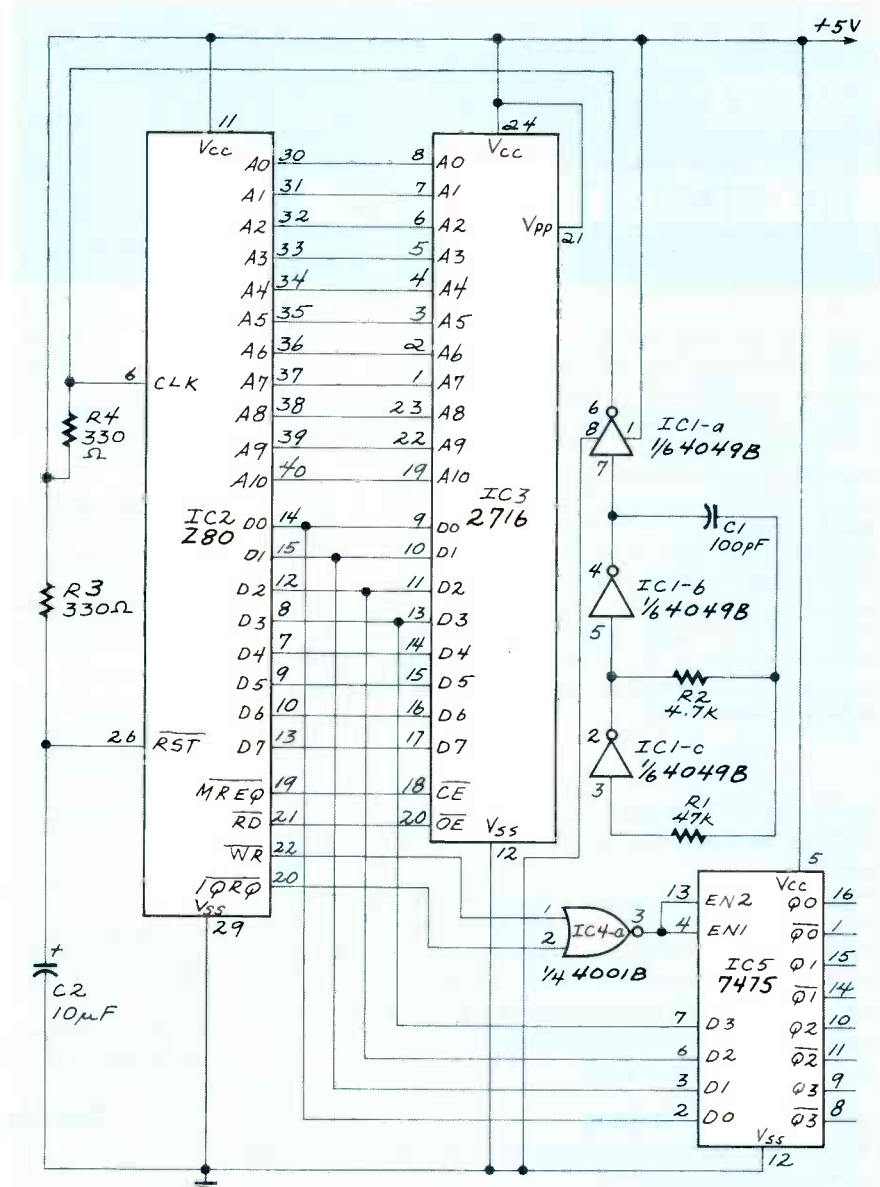 +5V
11
Vcc
A0 30
A1 31
A2 32
A3 33
A4 34
A5 35
A6 36
A7 37
A8 38
A9 39
A10 40
6 CLK
R4
330
Ω
IC2
Z80
D0 14
D1 15
D2 12
D3 8
D4 7
D5 9
D6 10
D7 13
R3
330Ω
26 RST
MREQ 19
RD 21
WR 22
IQRQ 20
Vss
29
+
C2
10µF
24
Vcc
8 A0
7 A1
6 A2
5 A3
4 A4
3 A5
2 A6
1 A7
23 A8
22 A9
19 A10
Vpp
21
IC3
2716
9 D0
10 D1
11 D2
13 D3
14 D4
15 D5
16 D6
17 D7
18 CE
20 OE
Vss
12
6
8
1
7
IC1-a
1/6 4049B
C1
100pF
4
5
IC1-b
1/6 4049B
R2
4.7K
2
3
IC1-c
1/6 4049B
R1
47K
1
2
3
IC4-a
1/4 4001B
5
Vcc
13 EN2
4 EN1
IC5
7475
7 D3
6 D2
3 D1
2 D0
Q0 16
Q0 1
Q1 15
Q1 14
Q2 10
Q2 11
Q3 9
Q3 8
Vss
12